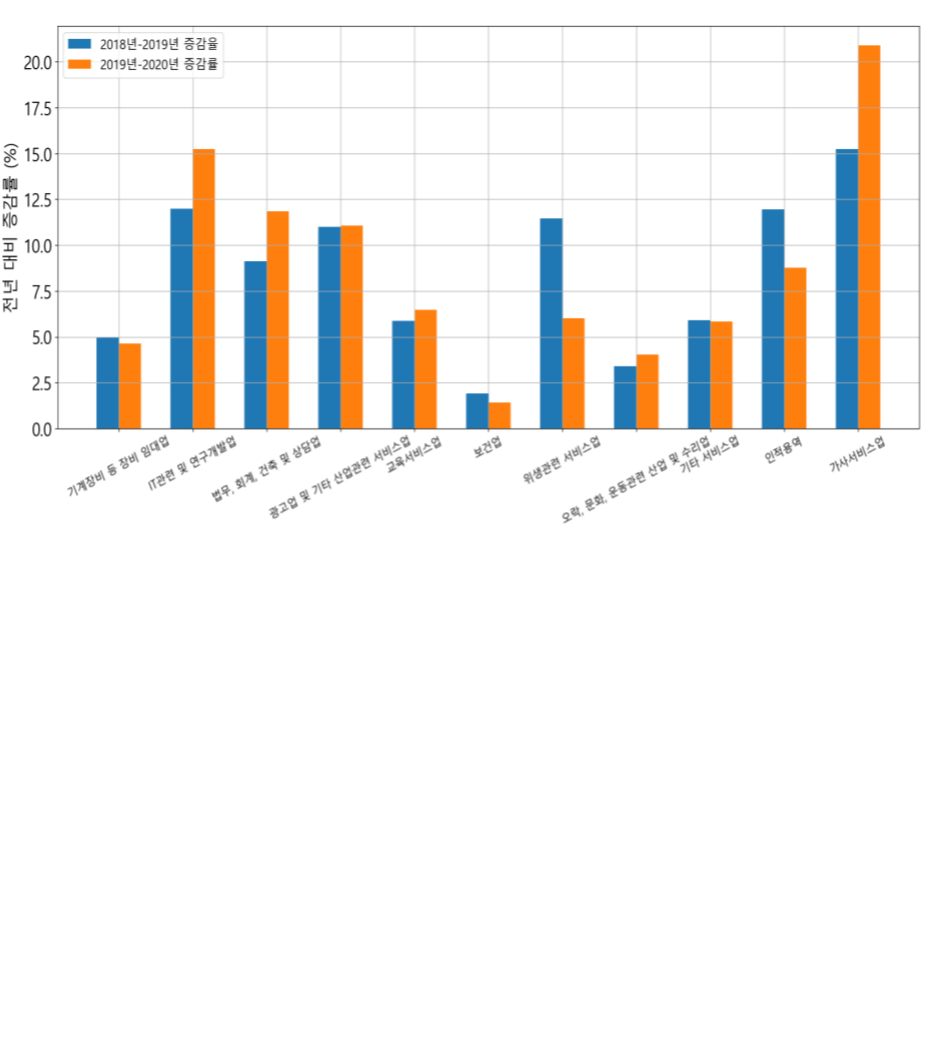 2018년-2019년 증감율
2019년-2020년 증감률
전년 대비 증감률 (%)
20.0
17.5
15.0
12.5
10.0
7.5
5.0
2.5
0.0
기계장비 등 장비 임대업
IT관련 및 연구개발업
법무, 회계, 건축 및 상담업
광고업 및 기타 산업관련 서비스업
교육서비스업
보건업
위생관련 서비스업
오락, 문화, 운동관련 산업 및 수리업
기타 서비스업
인적용역
가사서비스업